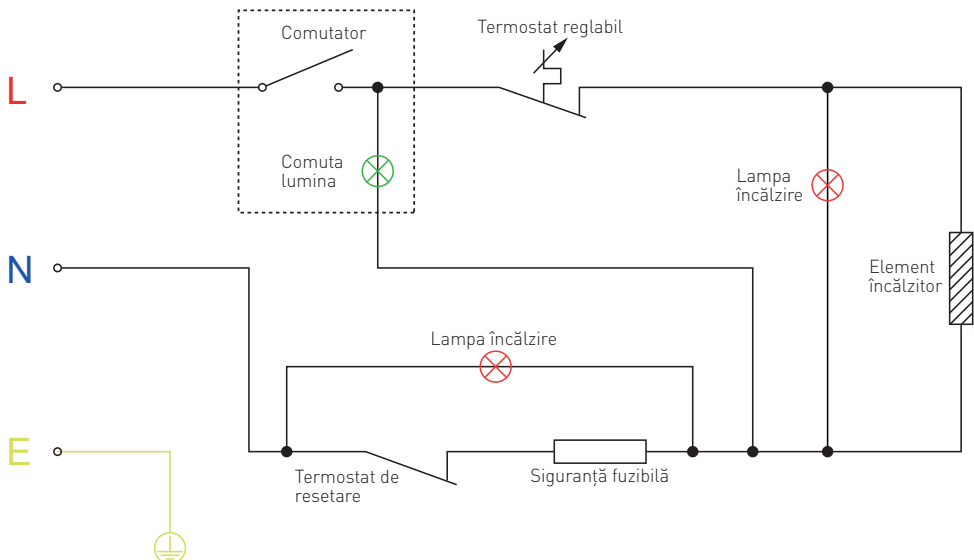 Comutator
Termostat reglabil
L
Comuta
lumina
Lampa
încălzire
N
Element
încălzitor
Lampa încălzire
E
Termostat de
resetare
Siguranță fuzibilă